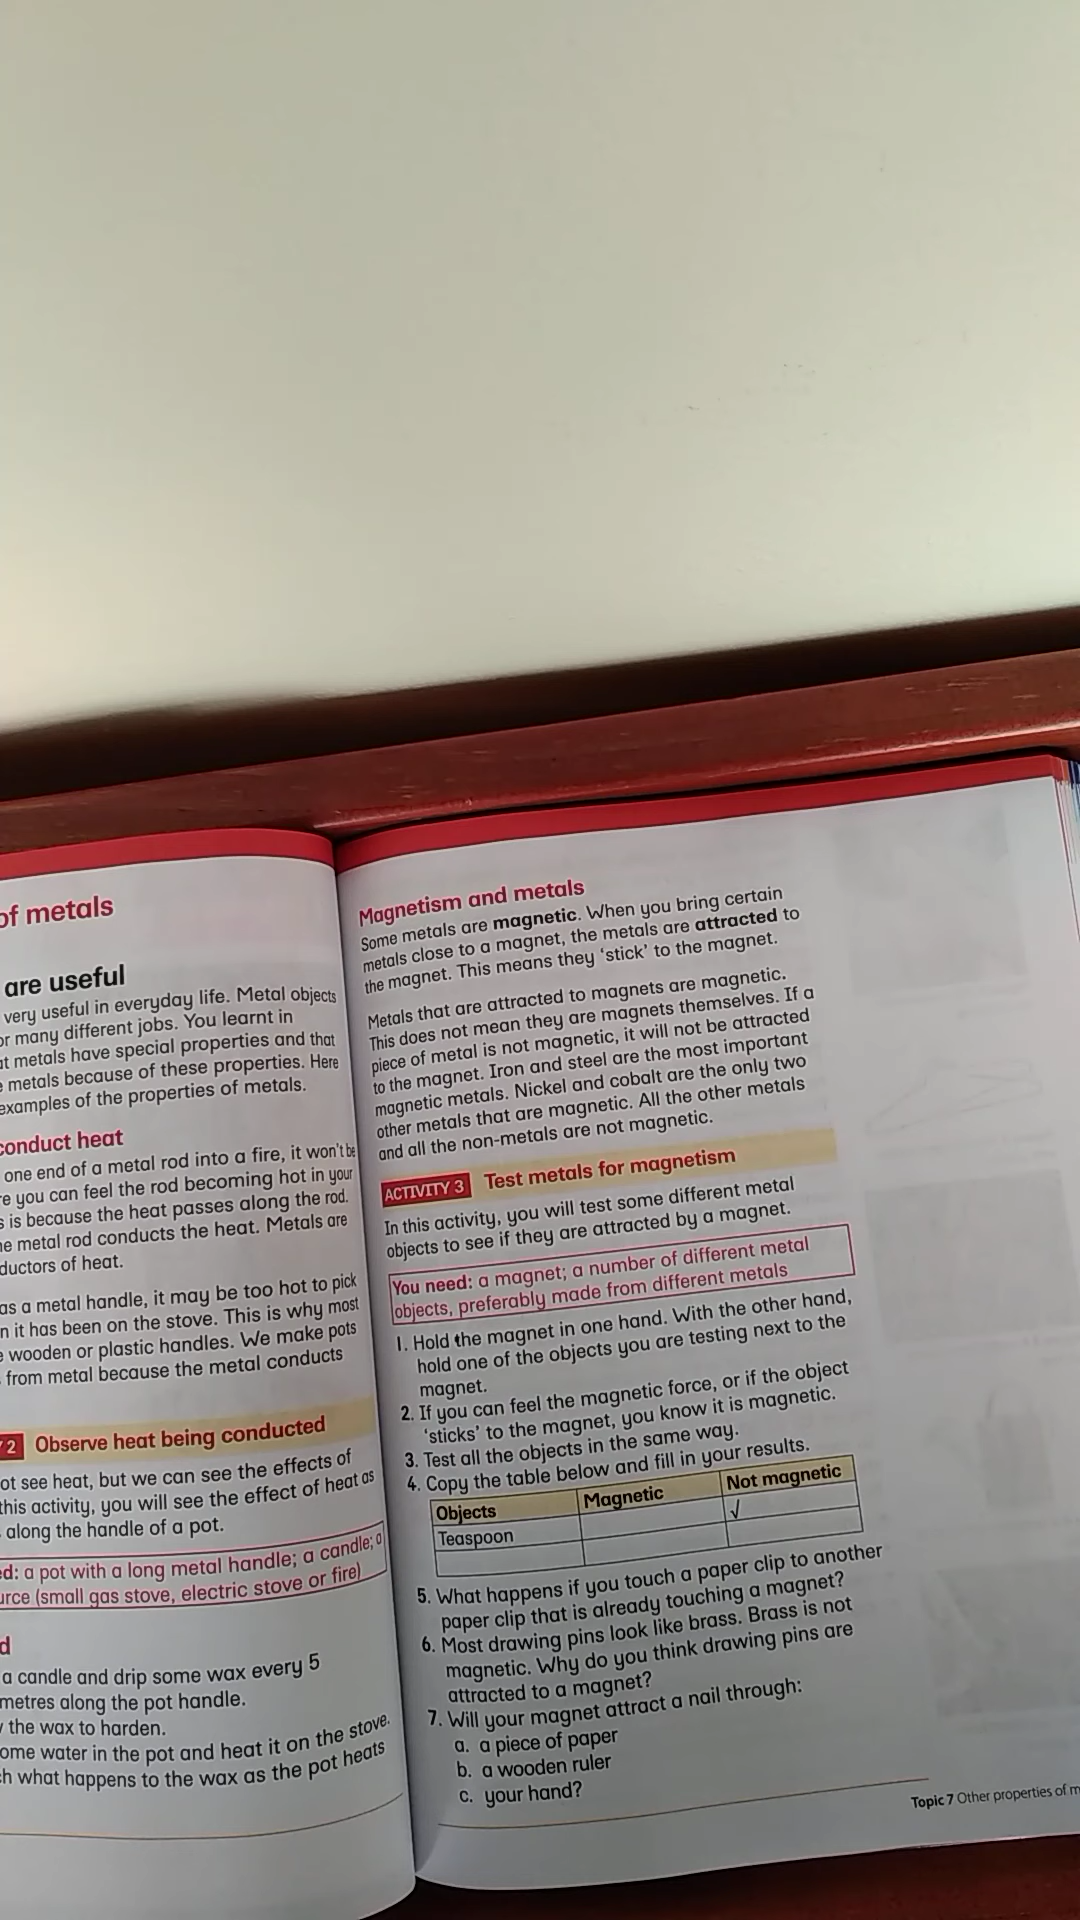 of metals
are useful
very useful in everyday life. Metal objects
or many different jobs. You learnt in
at metals have special properties and that
metals because of these properties. Here
examples of the properties of metals.
conduct heat
one end of a metal rod into a fire, it won't be
re you can feel the rod becoming hot in your
s is because the heat passes along the rod.
he metal rod conducts the heat. Metals are
ductors of heat.
as a metal handle, it may be too hot to pick
n it has been on the stove. This is why most
wooden or plastic handles. We make pots
from metal because the metal conducts
2 Observe heat being conducted
ot see heat, but we can see the effects of
this activity, you will see the effect of heat as
along the handle of a pot.
ed: a pot with a long metal handle; a candle; a
urce (small gas stove, electric stove or fire)
d
a candle and drip some wax every 5
metres along the pot handle.
the wax to harden.
ome water in the pot and heat it on the stove.
ch what happens to the wax as the pot heats
Magnetism and metals
Some metals are magnetic. When you bring certain
metals close to a magnet, the metals are attracted to
the magnet. This means they 'stick' to the magnet.
Metals that are attracted to magnets are magnetic.
This does not mean they are magnets themselves. If a
piece of metal is not magnetic, it will not be attracted
to the magnet. Iron and steel are the most important
magnetic metals. Nickel and cobalt are the only two
other metals that are magnetic. All the other metals
and all the non-metals are not magnetic.
ACTIVITY 3 Test metals for magnetism
In this activity, you will test some different metal
objects to see if they are attracted by a magnet.
You need: a magnet; a number of different metal
objects, preferably made from different metals
1. Hold the magnet in one hand. With the other hand,
hold one of the objects you are testing next to the
magnet.
2. If you can feel the magnetic force, or if the object
'sticks' to the magnet, you know it is magnetic.
3. Test all the objects in the same way.
4. Copy the table below and fill in your results.
Objects Magnetic Not magnetic
Teaspoon √
5. What happens if you touch a paper clip to another
paper clip that is already touching a magnet?
6. Most drawing pins look like brass. Brass is not
magnetic. Why do you think drawing pins are
attracted to a magnet?
7. Will your magnet attract a nail through:
a. a piece of paper
b. a wooden ruler
c. your hand?
Topic 7 Other properties of m